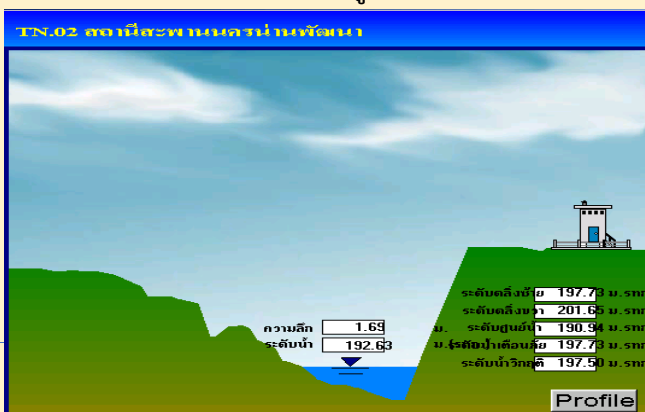 TN.02 สถานีสะพานนครน่านพัฒนา
ระดับตลิ่งซ้าย 197.73 ม.รทก
ระดับตลิ่งขวา 201.65 ม.รทก
ความลึก 1.69 ม. ระดับศูนย์น้ำ 190.94 ม.รทก
ระดับน้ำ 192.63 ม.(รทก ระดับน้ำเตือนภัย 197.73 ม.รทก
ระดับน้ำวิกฤติ 197.50 ม.รทก
Profile